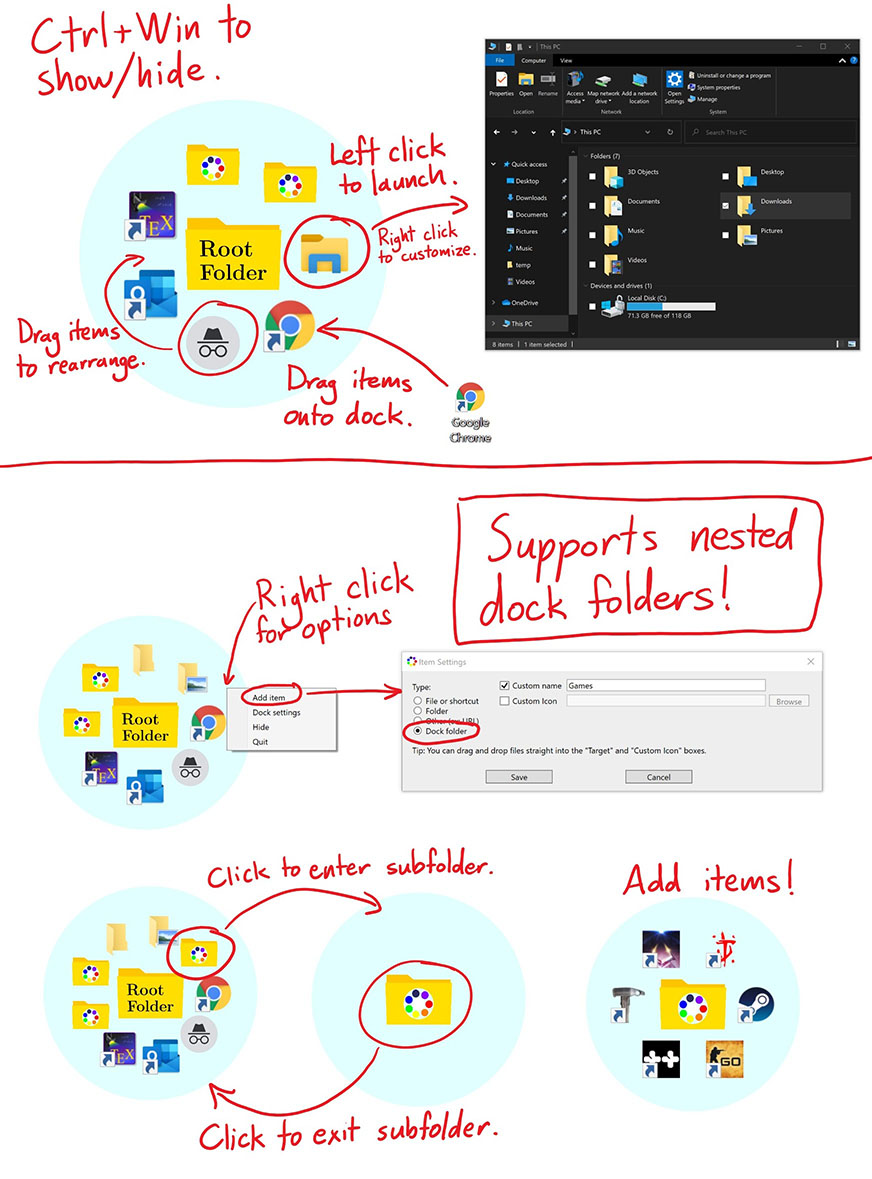 Ctrl+Win to
show/hide.
Left click
to launch.
Right click
to customize.
Root
Folder
TEX
Drag items
to rearrange.
Drag items
onto dock.
Google
Chrome
This PC
File
Computer
View
Properties
Open
Rename
Access
media
Map network
drive
Add a network
location
Open
Settings
Uninstall or change a program
System properties
Manage
Location
Network
System
This PC
Search This PC
Quick access
Desktop
Downloads
Documents
Pictures
Music
temp
Videos
OneDrive
This PC
Folders (7)
3D Objects
Desktop
Documents
Downloads
Music
Pictures
Videos
Devices and drives (1)
Local Disk (C:)
71.3 GB free of 118 GB
8 items
1 item selected
Supports nested
dock folders!
Right click
for options
Root
Folder
TEX
Add item
Dock settings
Hide
Quit
Item Settings
Type:
File or shortcut
Folder
Dock folder
Custom name
Games
Custom Icon
Browse
Tip: You can drag and drop files straight into the "Target" and "Custom Icon" boxes.
Save
Cancel
Click to enter subfolder.
Add items!
Root
Folder
TEX
GO
Click to exit subfolder.